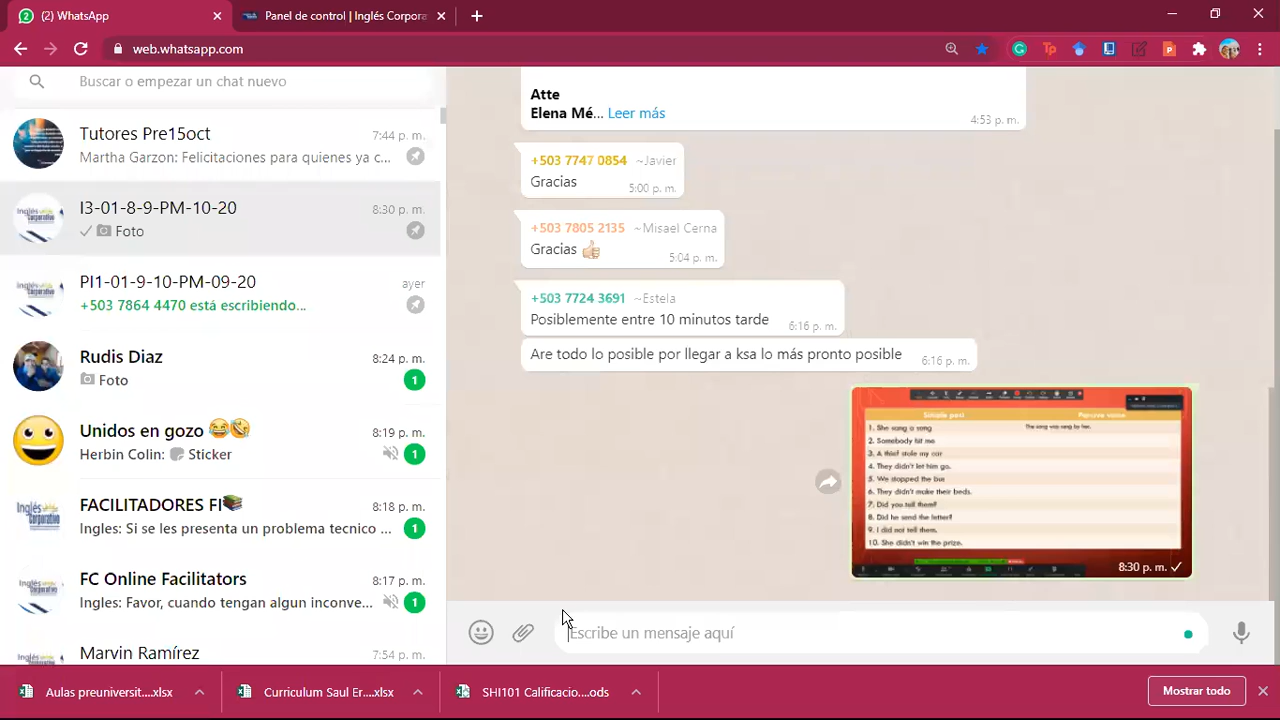 (2) WhatsApp
Panel de control | Inglés Corpora
web.whatsapp.com
Buscar o empezar un chat nuevo
Tutores Pre15oct
7:44 p. m.
Martha Garzon: Felicitaciones para quienes ya c...
I3-01-8-9-PM-10-20
8:30 p. m.
Foto
PI1-01-9-10-PM-09-20
ayer
+503 7864 4470 está escribiendo...
Rudis Diaz
8:24 p. m.
Foto
1
Unidos en gozo
8:19 p. m.
Herbin Colin: Sticker
1
FACILITADORES FI
8:18 p. m.
Ingles: Si se les presenta un problema tecnico ...
1
FC Online Facilitators
8:17 p. m.
Ingles: Favor, cuando tengan algun inconve...
1
Marvin Ramírez
7:54 p. m.
Atte
Elena Mé... Leer más
4:53 p. m.
+503 7747 0854 ~Javier
Gracias
5:00 p. m.
+503 7805 2135 ~Misael Cerna
Gracias
5:04 p. m.
+503 7724 3691 ~Estela
Posiblemente entre 10 minutos tarde
6:16 p. m.
Are todo lo posible por llegar a ksa lo más pronto posible
6:16 p. m.
Simple past
Passive voice
1. She sang a song
The song was sang by her.
2. Somebody hit me
3. A thief stole my car
4. They didn't let him go.
5. We stopped the bus
6. They didn't make their beds.
7. Did you tell them?
8. Did he send the letter?
9. I did not tell them.
10. She didn't win the prize.
8:30 p. m.
Escribe un mensaje aquí
Aulas preuniversit....xlsx
Curriculum Saul Er....xlsx
SHI101 Calificacio....ods
Mostrar todo